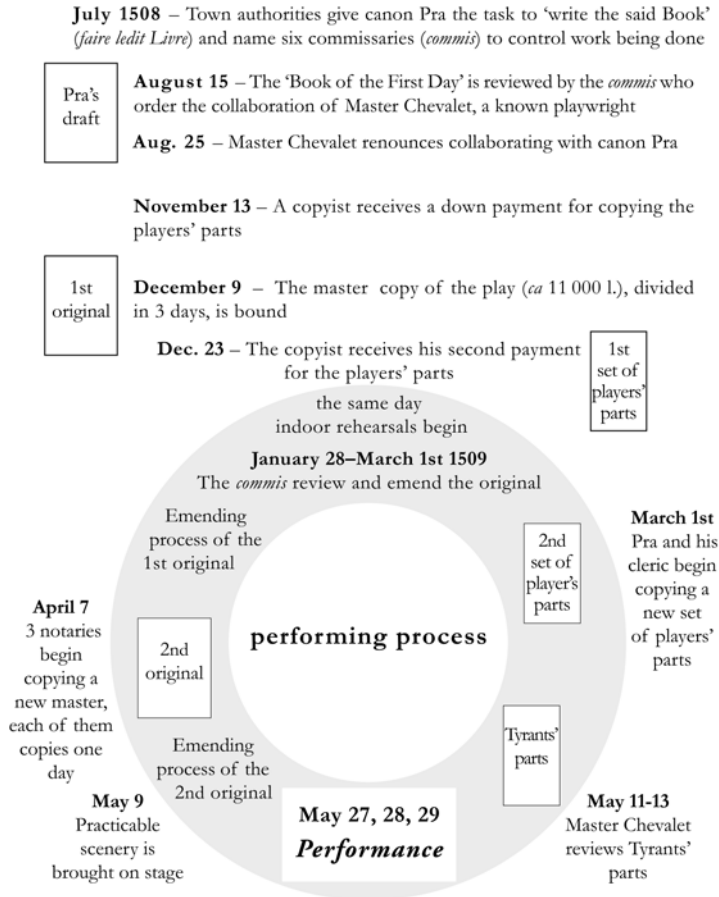 July 1508 – Town authorities give canon Pra the task to ‘write the said Book’
(faire ledit Livre) and name six commissaries (commis) to control work being done
Pra’s
draft
August 15 – The ‘Book of the First Day’ is reviewed by the commis who
order the collaboration of Master Chevalet, a known playwright
Aug. 25 – Master Chevalet renounces collaborating with canon Pra
November 13 – A copyist receives a down payment for copying the
players’ parts
1st
original
December 9 – The master copy of the play (ca 11 000 l.), divided
in 3 days, is bound
Dec. 23 – The copyist receives his second payment
for the players’ parts
1st
set of
players’
parts
the same day
indoor rehearsals begin
January 28–March 1st 1509
The commis review and emend the original
Emending
process of the
1st original
2nd
set of
player’s
parts
March 1st
Pra and his
cleric begin
copying a
new set
of players’
parts
performing process
April 7
3 notaries
begin
copying a
new master,
each of them
copies one
day
2nd
original
Emending
process of the
2nd original
Tyrants’
parts
May 9
Practicable
scenery is
brought on stage
May 27, 28, 29
Performance
May 11-13
Master Chevalet
reviews Tyrants’
parts